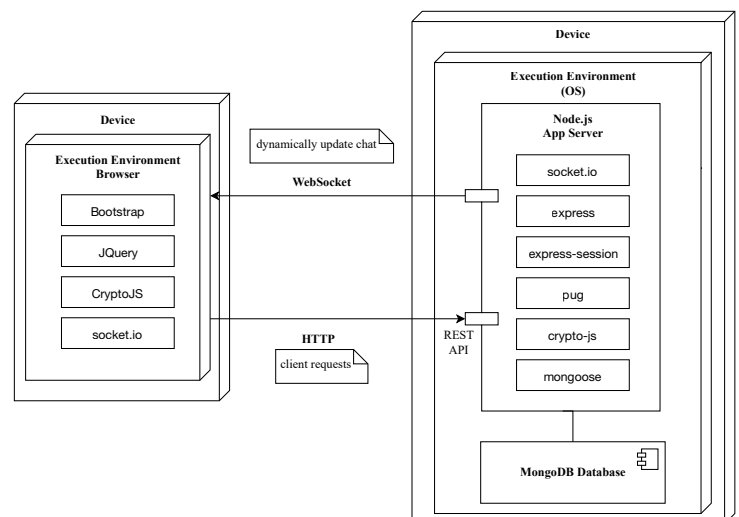 Device
Execution Environment
Browser
Bootstrap
JQuery
CryptoJS
socket.io
dynamically update chat
WebSocket
HTTP
client requests
REST
API
Device
Execution Environment
(OS)
Node.js
App Server
socket.io
express
express-session
pug
crypto-js
mongoose
MongoDB Database